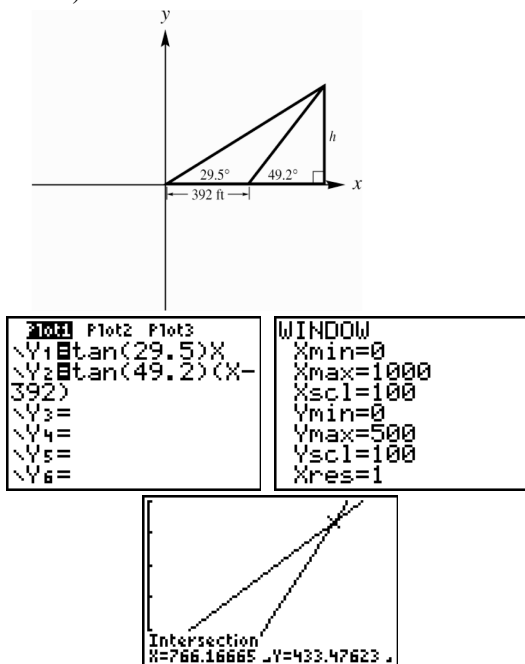 y
h
29.5° 49.2°
x
392 ft
Plot1 Plot2 Plot3
\Y1=tan(29.5)X
\Y2=tan(49.2)(X-
392)
\Y3=
\Y4=
\Y5=
\Y6=
WINDOW
Xmin=0
Xmax=1000
Xscl=100
Ymin=0
Ymax=500
Yscl=100
Xres=1
Intersection
X=766.16665 Y=433.47623